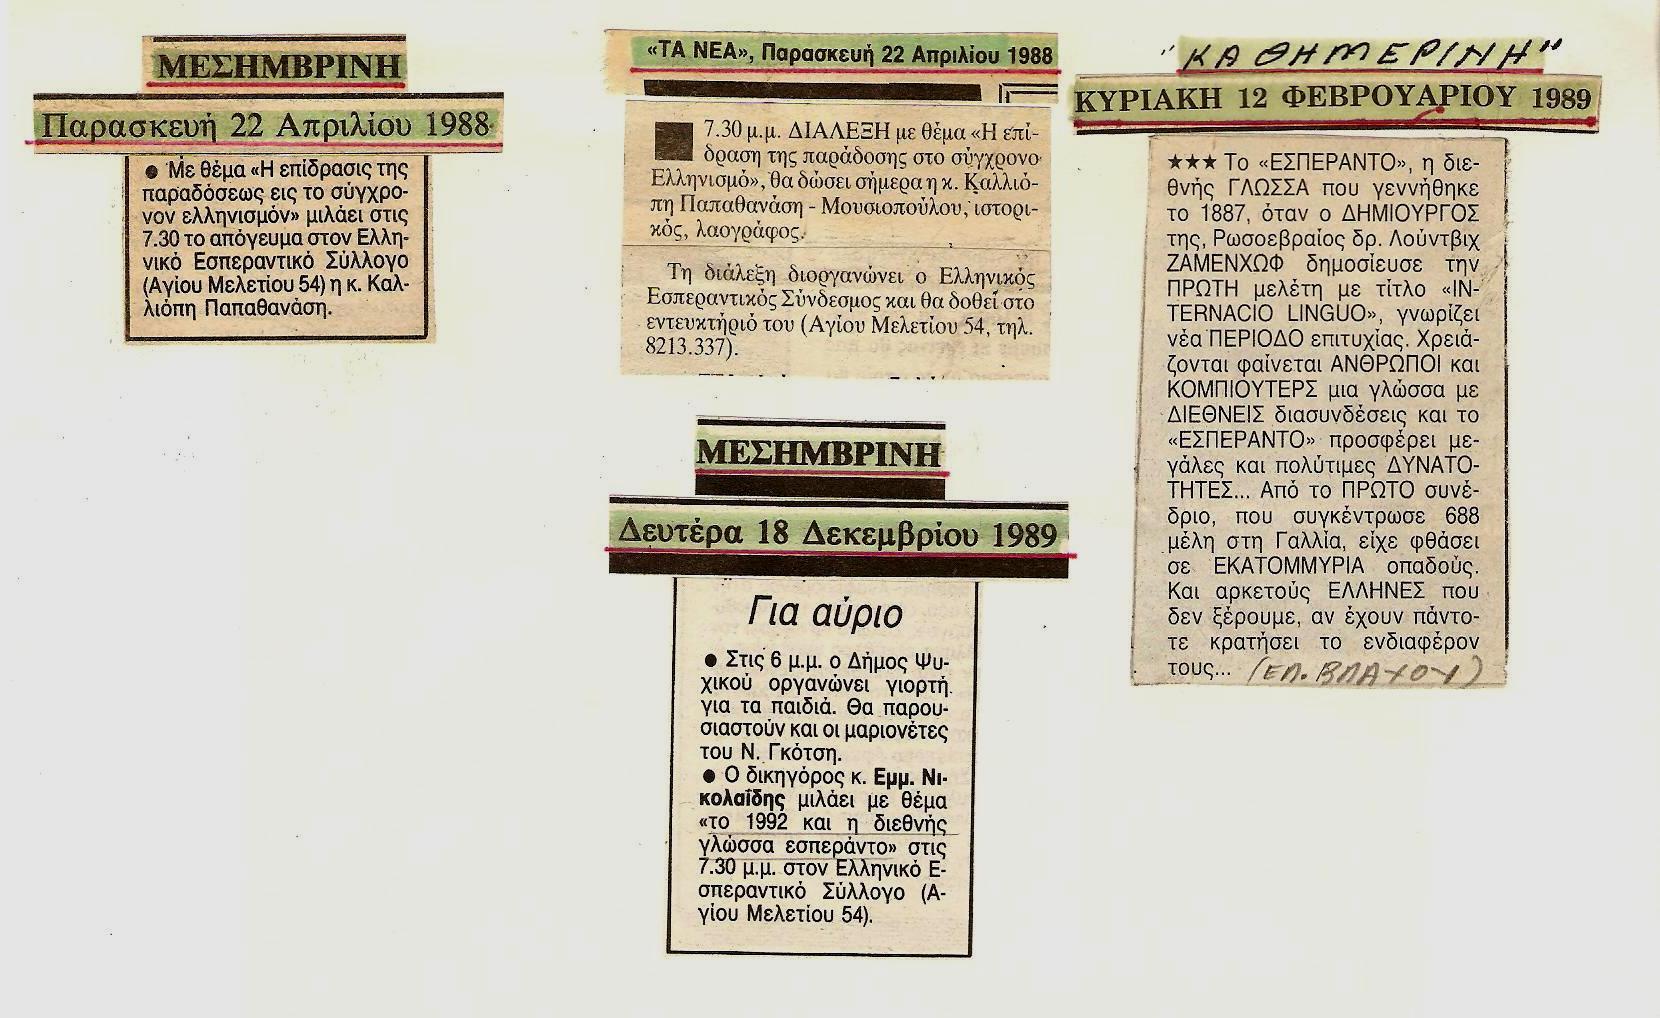 ΜΕΣΗΜΒΡΙΝΗ
Παρασκευή 22 Απριλίου 1988
● Με θέμα «Η επίδρασις της
παραδόσεως εις το σύγχρο-
νον ελληνισμόν» μιλάει στις
7.30 το απόγευμα στον Ελλη-
νικό Εσπεραντικό Σύλλογο
(Αγίου Μελετίου 54) η κ. Καλ-
λιόπη Παπαθανάση.
«ΤΑ ΝΕΑ», Παρασκευή 22 Απριλίου 1988
■ 7.30 μ.μ. ΔΙΑΛΕΞΗ με θέμα «Η επί-
δραση της παράδοσης στο σύγχρονο
Ελληνισμό», θα δώσει σήμερα η κ. Καλλιό-
πη Παπαθανάση - Μουσιοπούλου, ιστορι-
κός, λαογράφος.
Τη διάλεξη διοργανώνει ο Ελληνικός
Εσπεραντικός Σύνδεσμος και θα δοθεί στο
εντευκτήριό του (Αγίου Μελετίου 54, τηλ.
8213.337).
ΜΕΣΗΜΒΡΙΝΗ
Δευτέρα 18 Δεκεμβρίου 1989
Για αύριο
● Στις 6 μ.μ. ο Δήμος Ψυ-
χικού οργανώνει γιορτή
για τα παιδιά. Θα παρου-
σιαστούν και οι μαριονέτες
του Ν. Γκότση.
● Ο δικηγόρος κ. Εμμ. Νι-
κολαΐδης μιλάει με θέμα
«το 1992 και η διεθνής
γλώσσα εσπεράντο» στις
7.30 μ.μ. στον Ελληνικό Ε-
σπεραντικό Σύλλογο (Α-
γίου Μελετίου 54).
"ΚΑΘΗΜΕΡΙΝΗ"
ΚΥΡΙΑΚΗ 12 ΦΕΒΡΟΥΑΡΙΟΥ 1989
★★★ Το «ΕΣΠΕΡΑΝΤΟ», η διε-
θνής ΓΛΩΣΣΑ που γεννήθηκε
το 1887, όταν ο ΔΗΜΙΟΥΡΓΟΣ
της, Ρωσοεβραίος δρ. Λούντβιχ
ΖΑΜΕΝΧΩΦ δημοσίευσε την
ΠΡΩΤΗ μελέτη με τίτλο «IN-
TERNACIO LINGUO», γνωρίζει
νέα ΠΕΡΙΟΔΟ επιτυχίας. Χρειά-
ζονται φαίνεται ΑΝΘΡΩΠΟΙ και
ΚΟΜΠΙΟΥΤΕΡΣ μια γλώσσα με
ΔΙΕΘΝΕΙΣ διασυνδέσεις και το
«ΕΣΠΕΡΑΝΤΟ» προσφέρει με-
γάλες και πολύτιμες ΔΥΝΑΤΟ-
ΤΗΤΕΣ... Από το ΠΡΩΤΟ συνέ-
δριο, που συγκέντρωσε 688
μέλη στη Γαλλία, είχε φθάσει
σε ΕΚΑΤΟΜΜΥΡΙΑ οπαδούς.
Και αρκετούς ΕΛΛΗΝΕΣ που
δεν ξέρουμε, αν έχουν πάντο-
τε κρατήσει το ενδιαφέρον
τους... (ΕΛ. ΒΛΑΧΟΥ)